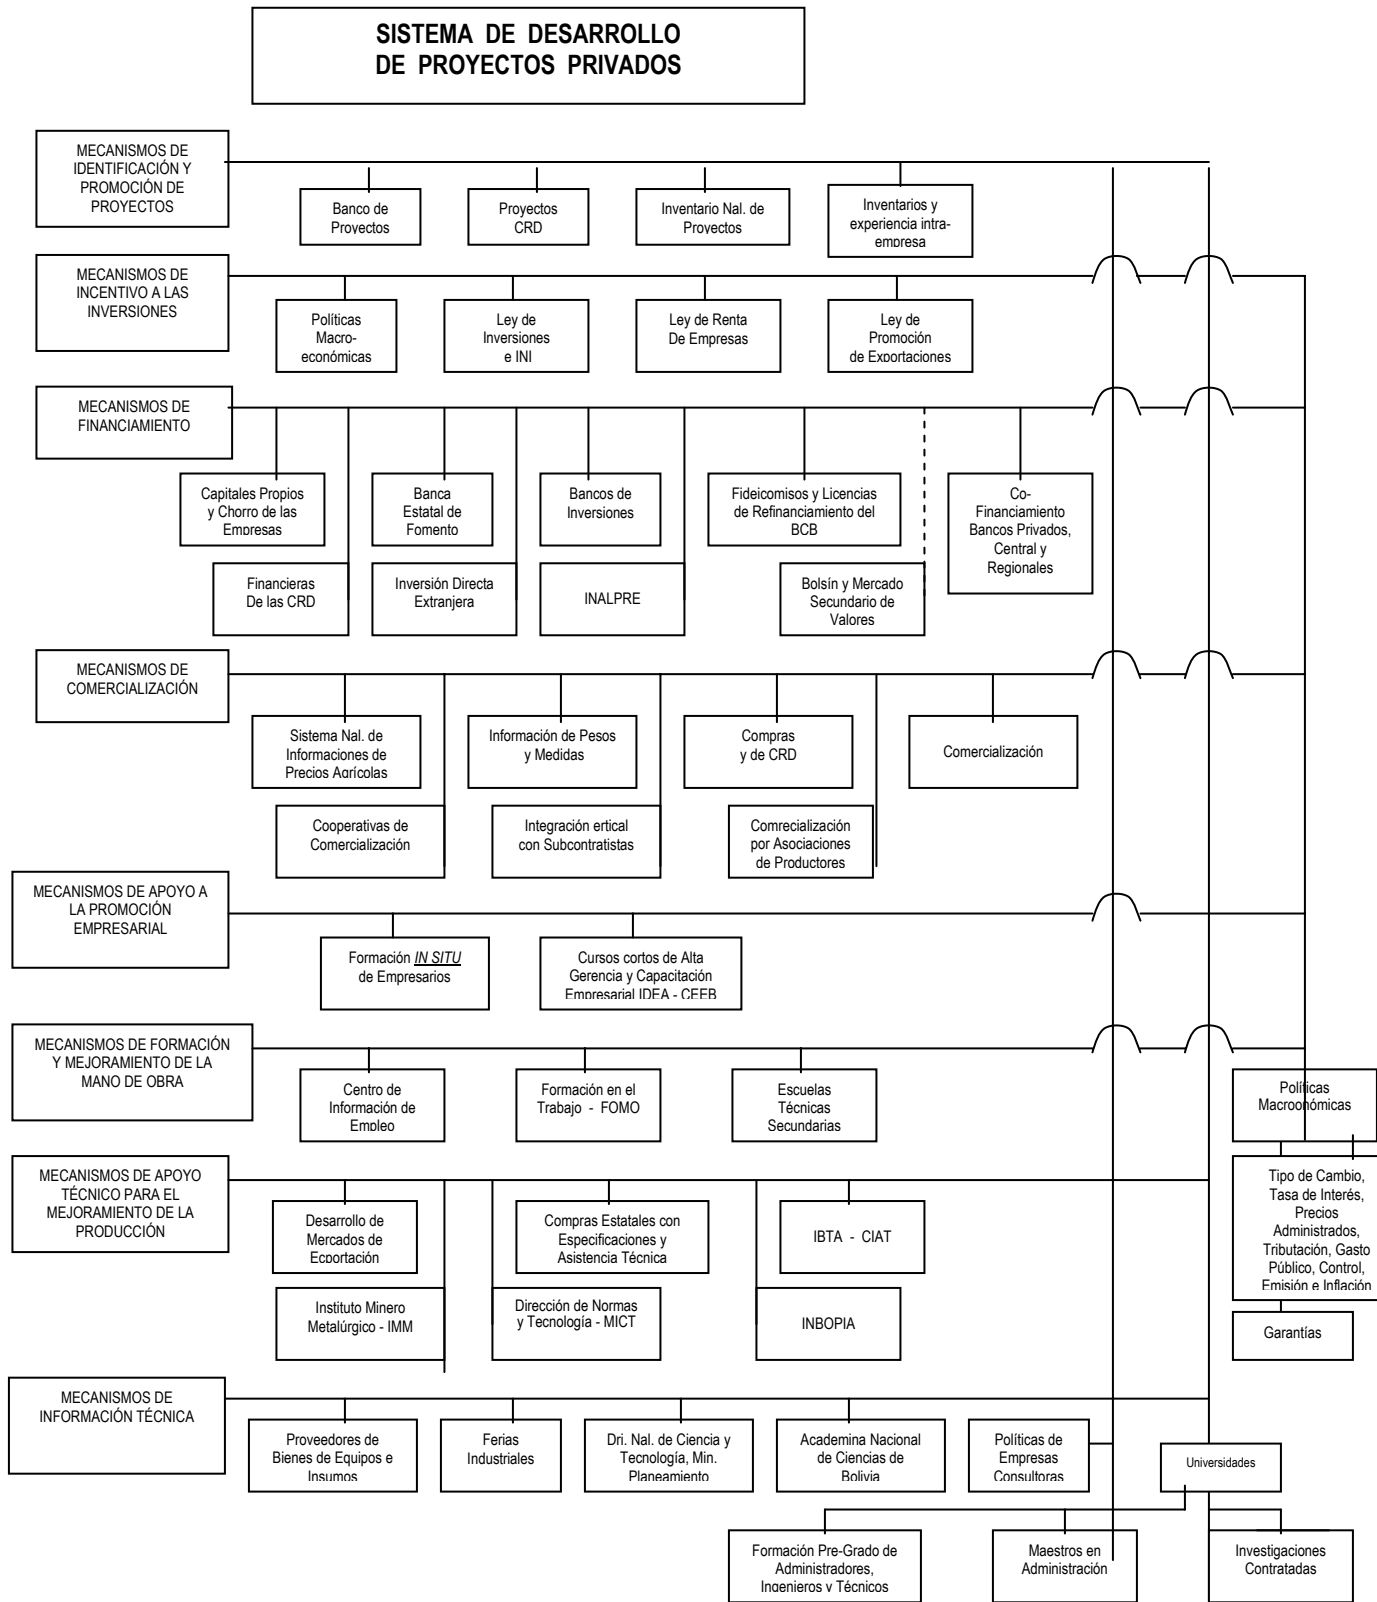 SISTEMA DE DESARROLLO
DE PROYECTOS PRIVADOS
MECANISMOS DE
IDENTIFICACIÓN Y
PROMOCIÓN DE
PROYECTOS
Banco de
Proyectos
Proyectos
CRD
Inventario Nal. de
Proyectos
Inventarios y
experiencia intra-
empresa
MECANISMOS DE
INCENTIVO A LAS
INVERSIONES
Políticas
Macro-
económicas
Ley de
Inversiones
e INI
Ley de Renta
De Empresas
Ley de
Promoción
de Exportaciones
MECANISMOS DE
FINANCIAMIENTO
Capitales Propios
y Chorro de las
Empresas
Banca
Estatal de
Fomento
Bancos de
Inversiones
Fideicomisos y Licencias
de Refinanciamiento del
BCB
Co-
Financiamiento
Bancos Privados,
Central y
Regionales
Financieras
De las CRD
Inversión Directa
Extranjera
INALPRE
Bolsín y Mercado
Secundario de
Valores
MECANISMOS DE
COMERCIALIZACIÓN
Sistema Nal. de
Informaciones de
Precios Agrícolas
Información de Pesos
y Medidas
Compras
y de CRD
Comercialización
Cooperativas de
Comercialización
Integración ertical
con Subcontratistas
Comrecialización
por Asociaciones
de Productores
MECANISMOS DE APOYO A
LA PROMOCIÓN
EMPRESARIAL
Formación IN SITU
de Empresarios
Cursos cortos de Alta
Gerencia y Capacitación
Empresarial IDEA - CEEB
MECANISMOS DE FORMACIÓN
Y MEJORAMIENTO DE LA
MANO DE OBRA
Centro de
Información de
Empleo
Formación en el
Trabajo - FOMO
Escuelas
Técnicas
Secundarias
Políticas
Macroonómicas
MECANISMOS DE APOYO
TÉCNICO PARA EL
MEJORAMIENTO DE LA
PRODUCCIÓN
Desarrollo de
Mercados de
Ecportación
Compras Estatales con
Especificaciones y
Asistencia Técnica
IBTA - CIAT
Tipo de Cambio,
Tasa de Interés,
Precios
Administrados,
Tributación, Gasto
Público, Control,
Emisión e Inflación
Instituto Minero
Metalúrgico - IMM
Dirección de Normas
y Tecnología - MICT
INBOPIA
Garantías
MECANISMOS DE
INFORMACIÓN TÉCNICA
Proveedores de
Bienes de Equipos e
Insumos
Ferias
Industriales
Dri. Nal. de Ciencia y
Tecnología, Min.
Planeamiento
Academina Nacional
de Ciencias de
Bolivia
Políticas de
Empresas
Consultoras
Universidades
Formación Pre-Grado de
Administradores,
Ingenieros y Técnicos
Maestros en
Administración
Investigaciones
Contratadas